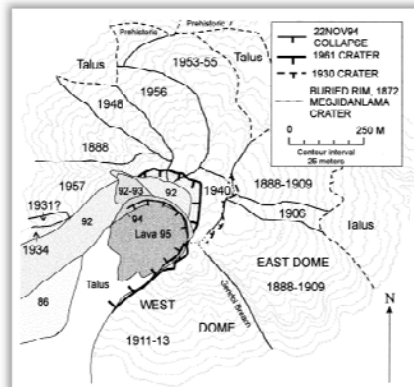 22NOV94
COLLAPSE
1961 CRATER
1930 CRATER
BURIED RIM, 1872
MEGJIDANLAMA
CRATER
0 250 M
Contour interval
25 meters
Prehistoric
Prehistoric
Talus
Talus
1953-55
1956
1948
1888
1957
1931?
1934
92-93
92
92
94
Lava 95
1940
1888-1909
1906
Talus
EAST DOME
1888-1909
Talus
86
WEST
DOME
1911-13
N